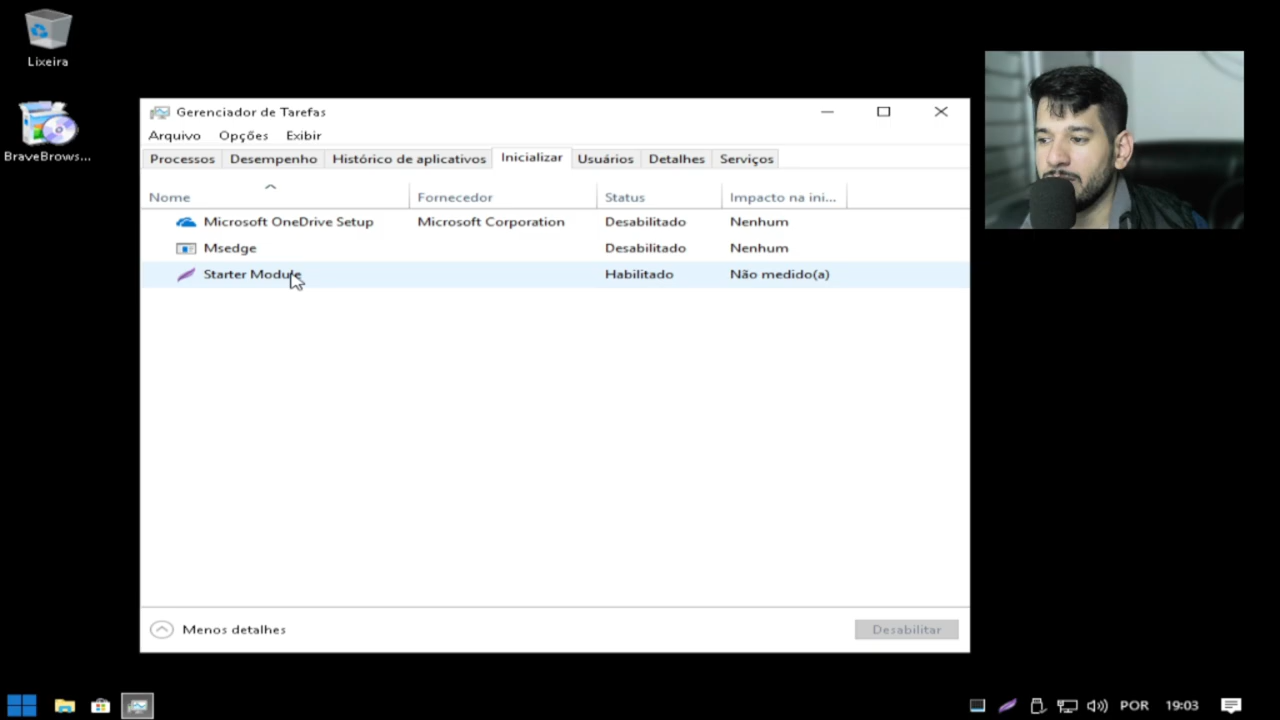 Lixeira
BraveBrows...
Gerenciador de Tarefas
Arquivo Opções Exibir
Processos Desempenho Histórico de aplicativos Inicializar Usuários Detalhes Serviços
Nome Fornecedor Status Impacto na ini...
Microsoft OneDrive Setup Microsoft Corporation Desabilitado Nenhum
Msedge Desabilitado Nenhum
Starter Module Habilitado Não medido(a)
Menos detalhes Desabilitar
POR 19:03